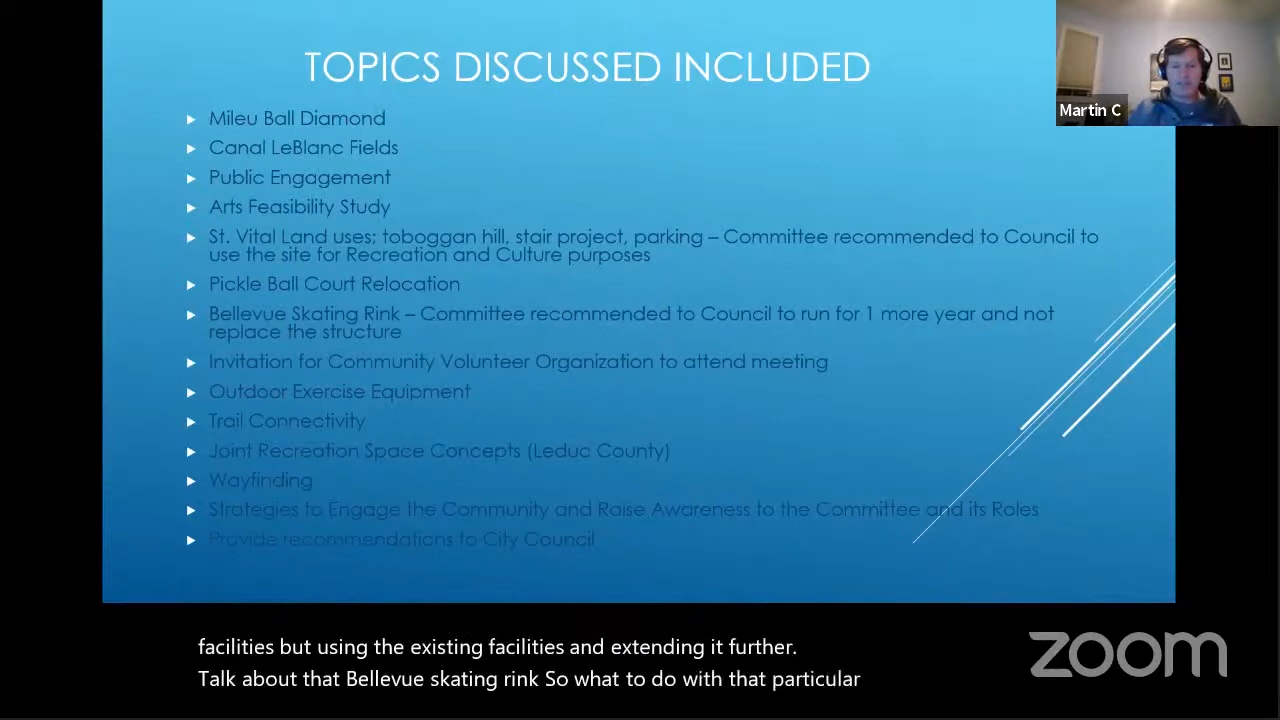 TOPICS DISCUSSED INCLUDED
Martin C
Mileu Ball Diamond
Canal LeBlanc Fields
Public Engagement
Arts Feasibility Study
St. Vital Land uses; toboggan hill, stair project, parking – Committee recommended to Council to
use the site for Recreation and Culture purposes
Pickle Ball Court Relocation
Bellevue Skating Rink – Committee recommended to Council to run for 1 more year and not
replace the structure
Invitation for Community Volunteer Organization to attend meeting
Outdoor Exercise Equipment
Trail Connectivity
Joint Recreation Space Concepts (Leduc County)
Wayfinding
Strategies to Engage the Community and Raise Awareness to the Committee and its Roles
Provide recommendations to City Council
facilities but using the existing facilities and extending it further.
Talk about that Bellevue skating rink So what to do with that particular
zoom